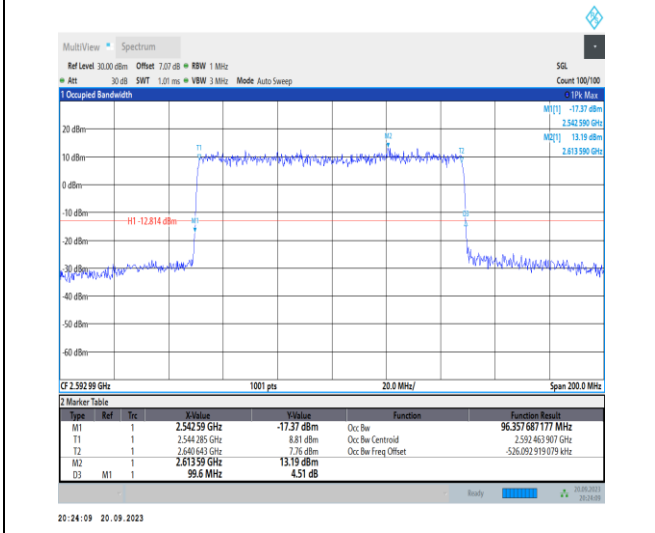 MultiView Spectrum
Ref Level 30.00 dBm Offset 7.07 dB RBW 1 MHz SGL
Att 30 dB SWT 1.01 ms VBW 3 MHz Mode Auto Sweep Count 100/100
1 Occupied Bandwidth 1Pk Max
M1[1] -17.37 dBm
2.542 590 GHz
M2[1] 13.19 dBm
2.613 590 GHz
20 dBm
M2
T1 T2
10 dBm
0 dBm
-10 dBm
H1 -12.814 dBm M1 D3
-20 dBm
-30 dBm
-40 dBm
-50 dBm
-60 dBm
CF 2.592 99 GHz 1001 pts 20.0 MHz/ Span 200.0 MHz
2 Marker Table
Type Ref Trc X-Value Y-Value Function Function Result
M1 1 2.542 59 GHz -17.37 dBm Occ Bw 96.357 687 177 MHz
T1 1 2.544 285 GHz 8.81 dBm Occ Bw Centroid 2.592 463 907 GHz
T2 1 2.640 643 GHz 7.76 dBm Occ Bw Freq Offset -526.092 919 079 kHz
M2 1 2.613 59 GHz 13.19 dBm
D3 M1 1 99.6 MHz 4.51 dB
Ready 20.09.2023
20:24:09
20:24:09 20.09.2023